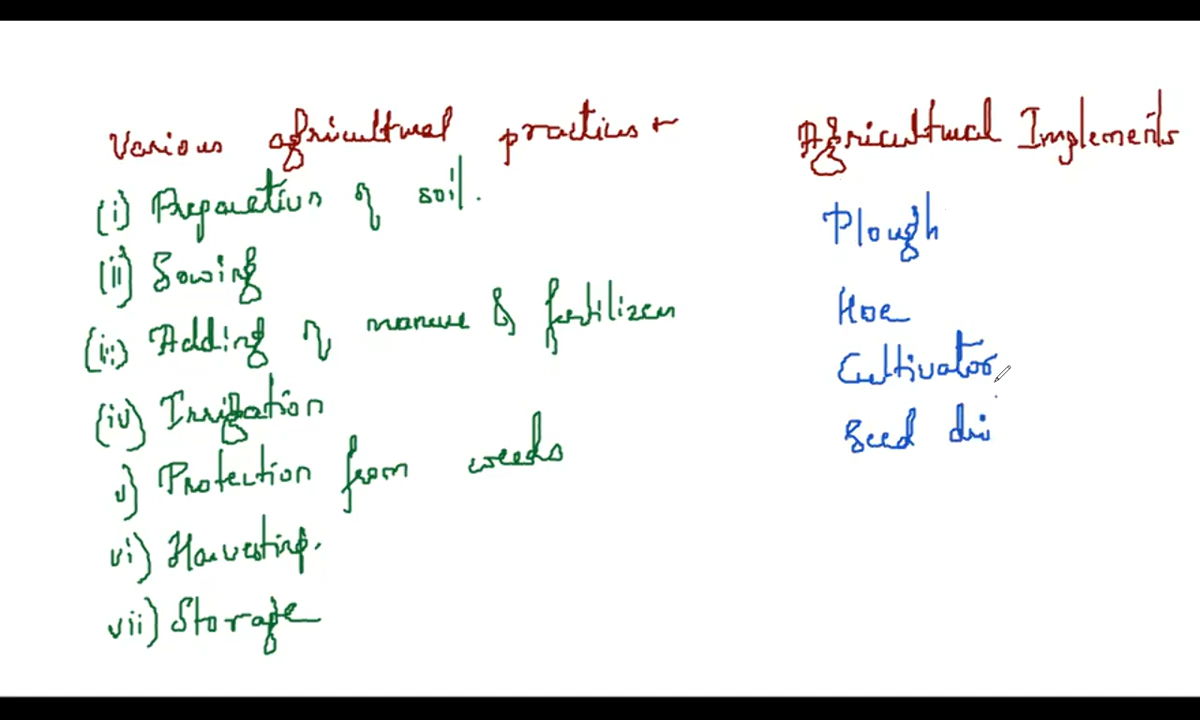 Various agricultural practices
(i) Preparation of soil.
(ii) Sowing
(iii) Adding of manure & fertilizers
(iv) Irrigation
v) Protection from weeds
vi) Harvesting.
vii) Storage
Agricultural Implements
Plough
Hoe
Cultivator
Seed dri